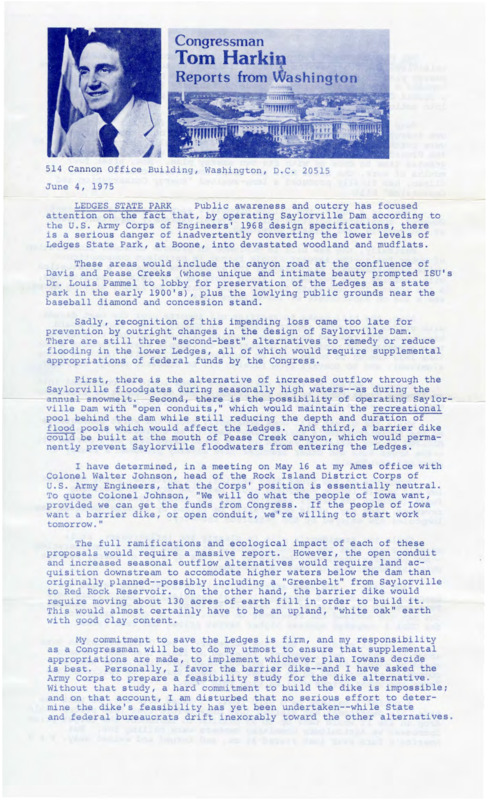 Congressman
Tom Harkin
Reports from Washington
514 Cannon Office Building, Washington, D.C. 20515
June 4, 1975
LEDGES STATE PARK Public awareness and outcry has focused
attention on the fact that, by operating Saylorville Dam according to
the U.S. Army Corps of Engineers' 1968 design specifications, there
is a serious danger of inadvertently converting the lower levels of
Ledges State Park, at Boone, into devastated woodland and mudflats.
These areas would include the canyon road at the confluence of
Davis and Pease Creeks (whose unique and intimate beauty prompted ISU's
Dr. Louis Pammel to lobby for preservation of the Ledges as a state
park in the early 1900's), plus the lowlying public grounds near the
baseball diamond and concession stand.
Sadly, recognition of this impending loss came too late for
prevention by outright changes in the design of Saylorville Dam.
There are still three "second-best" alternatives to remedy or reduce
flooding in the lower Ledges, all of which would require supplemental
appropriations of federal funds by the Congress.
First, there is the alternative of increased outflow through the
Saylorville floodgates during seasonally high waters--as during the
annual snowmelt. Second, there is the possibility of operating Saylor-
ville Dam with "open conduits," which would maintain the recreational
pool behind the dam while still reducing the depth and duration of
flood pools which would affect the Ledges. And third, a barrier dike
could be built at the mouth of Pease Creek canyon, which would perma-
nently prevent Saylorville floodwaters from entering the Ledges.
I have determined, in a meeting on May 16 at my Ames office with
Colonel Walter Johnson, head of the Rock Island District Corps of
U.S. Army Engineers, that the Corps' position is essentially neutral.
To quote Colonel Johnson, "We will do what the people of Iowa want,
provided we can get the funds from Congress. If the people of Iowa
want a barrier dike, or open conduit, we're willing to start work
tomorrow."
The full ramifications and ecological impact of each of these
proposals would require a massive report. However, the open conduit
and increased seasonal outflow alternatives would require land ac-
quisition downstream to accomodate higher waters below the dam than
originally planned--possibly including a "Greenbelt" from Saylorville
to Red Rock Reservoir. On the other hand, the barrier dike would
require moving about 130 acres of earth fill in order to build it.
This would almost certainly have to be an upland, "white oak" earth
with good clay content.
My commitment to save the Ledges is firm, and my responsibility
as a Congressman will be to do my utmost to ensure that supplemental
appropriations are made, to implement whichever plan Iowans decide
is best. Personally, I favor the barrier dike--and I have asked the
Army Corps to prepare a feasibility study for the dike alternative.
Without that study, a hard commitment to build the dike is impossible;
and on that account, I am disturbed that no serious effort to deter-
mine the dike's feasibility has yet been undertaken--while State
and federal bureaucrats drift inexorably toward the other alternatives.